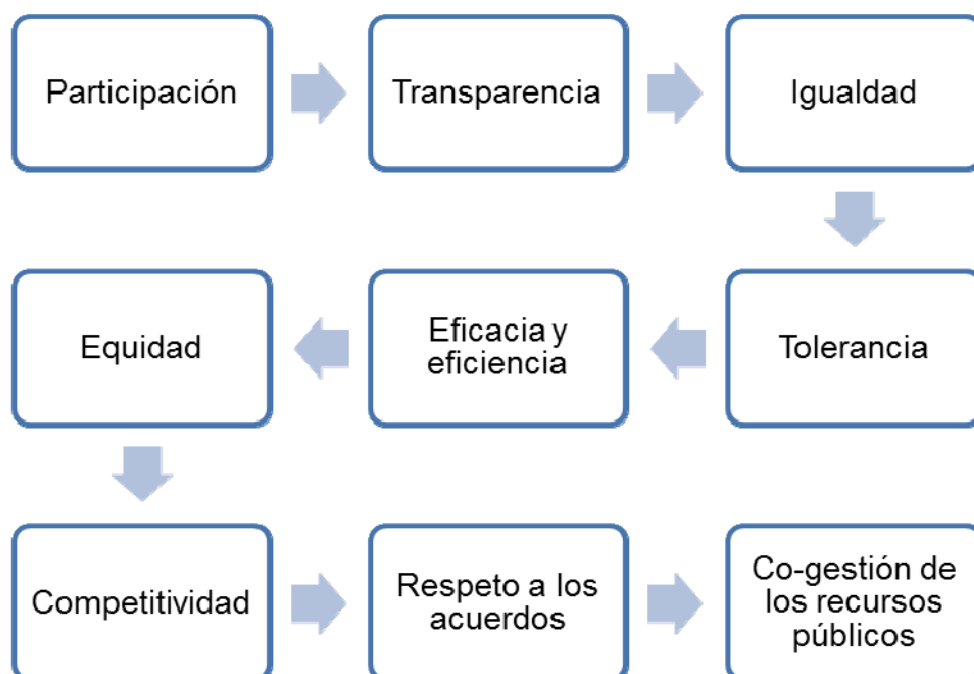 Participación
Transparencia
Igualdad
Tolerancia
Eficacia y
eficiencia
Equidad
Competitividad
Respeto a los
acuerdos
Co-gestión de
los recursos
públicos